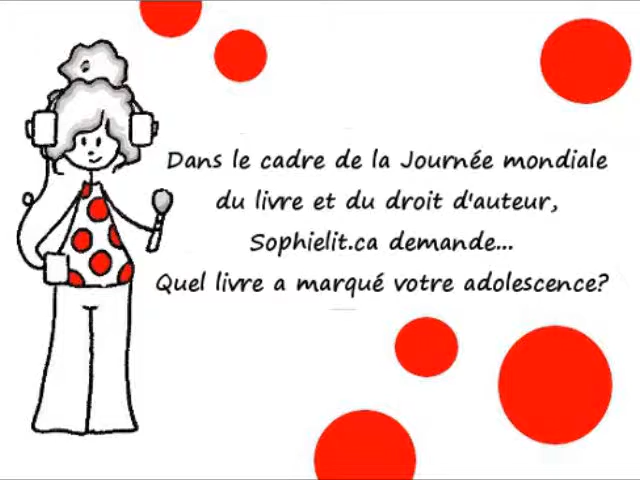 Dans le cadre de la Journée mondiale
du livre et du droit d'auteur,
Sophielit.ca demande...
Quel livre a marqué votre adolescence?